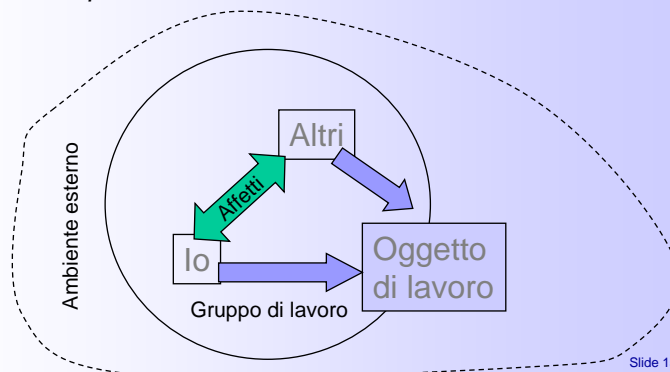 Altri
Affetti
Ambiente esterno
Io
Oggetto
di lavoro
Gruppo di lavoro
Slide 1